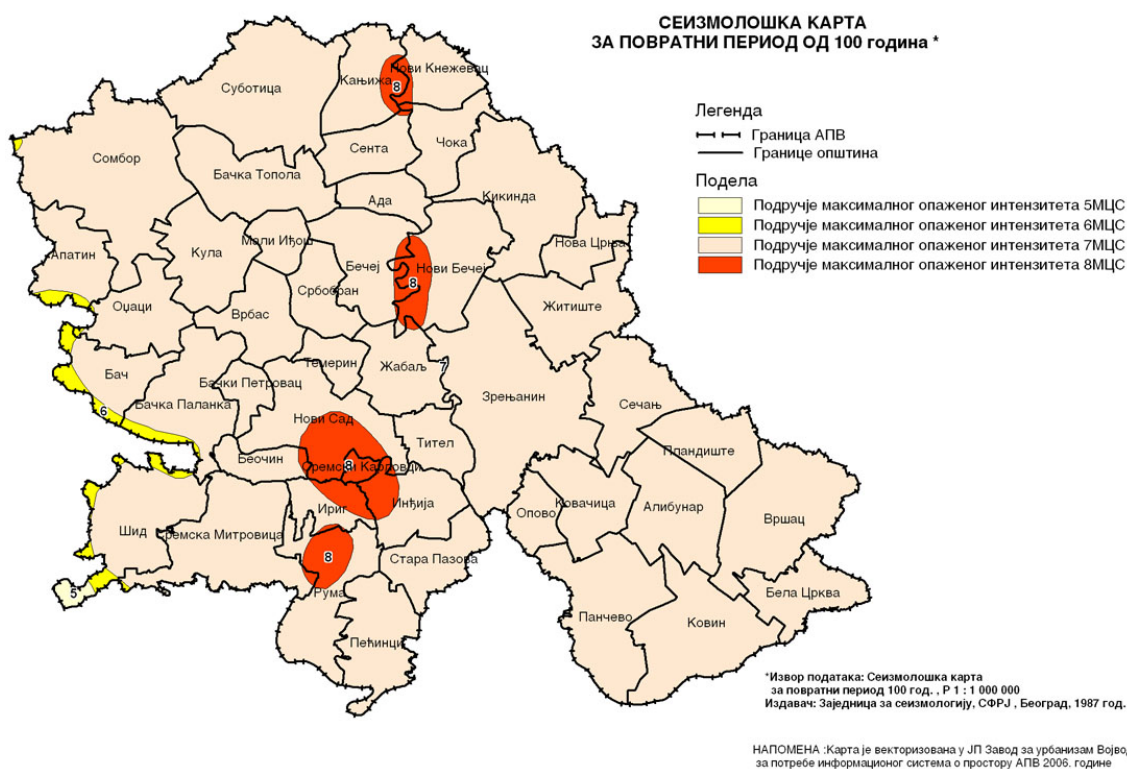 СЕИЗМОЛОШКА КАРТА
ЗА ПОВРАТНИ ПЕРИОД ОД 100 година *
Легенда
Граница АПВ
Границе општина
Подела
Подручје максималног опаженог интензитета 5МЦС
Подручје максималног опаженог интензитета 6МЦС
Подручје максималног опаженог интензитета 7МЦС
Подручје максималног опаженог интензитета 8МЦС
Нови Кнежевац
Кањижа
8
Суботица
Сента
Чока
Сомбор
Бачка Топола
Ада
Кикинда
Апатин
Кула
Мали Иђош
Бечеј
Нови Бечеј
8
Нова Црња
Оџаци
Врбас
Србобран
Житиште
Темерин
Жабаљ
7
Бач
Бачки Петровац
Бачка Паланка
6
Зрењанин
Сечањ
Нови Сад
Тител
Пландиште
Беочин
Сремски Карловци
8
Ириг
Инђија
Опово
Ковачица
Алибунар
Вршац
Шид
Сремска Митровица
8
Стара Пазова
5
Рума
Бела Црква
Панчево
Ковин
Пећинци
*Извор података: Сеизмолошка карта
за повратни период 100 год. , Р 1 : 1 000 000
Издавач: Заједница за сеизмологију, СФРЈ , Београд, 1987 год.
НАПОМЕНА :Карта је векторизована у ЈП Завод за урбанизам Војвод
за потребе информационог система о простору АПВ 2006. године